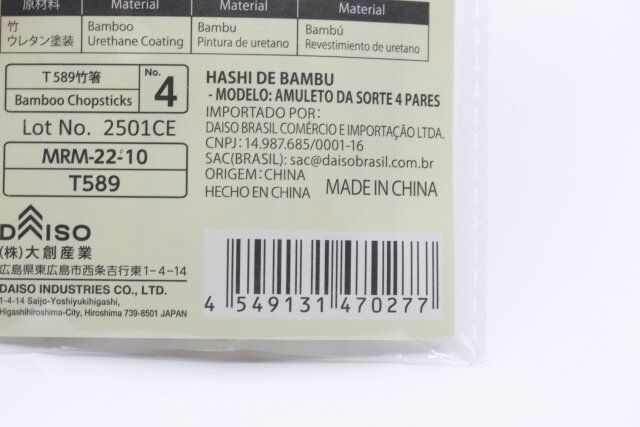 原材料 Material Material Material
竹 Bamboo Bambu Bambú
ウレタン塗装 Urethane Coating Pintura de uretano Revestimiento de uretano
T589竹箸
Bamboo Chopsticks
No.
4
Lot No. 2501CE
MRM-22-10
T589
DAISO
(株)大創産業
広島県東広島市西条吉行東1-4-14
DAISO INDUSTRIES CO., LTD.
1-4-14 Saijo-Yoshiyukihigashi,
Higashihiroshima-City, Hiroshima 739-8501 JAPAN
HASHI DE BAMBU
- MODELO: AMULETO DA SORTE 4 PARES
IMPORTADO POR:
DAISO BRASIL COMÉRCIO E IMPORTAÇÃO LTDA.
CNPJ: 14.987.685/0001-16
SAC(BRASIL): sac@daisobrasil.com.br
ORIGEM: CHINA
HECHO EN CHINA MADE IN CHINA
4 549131 470277